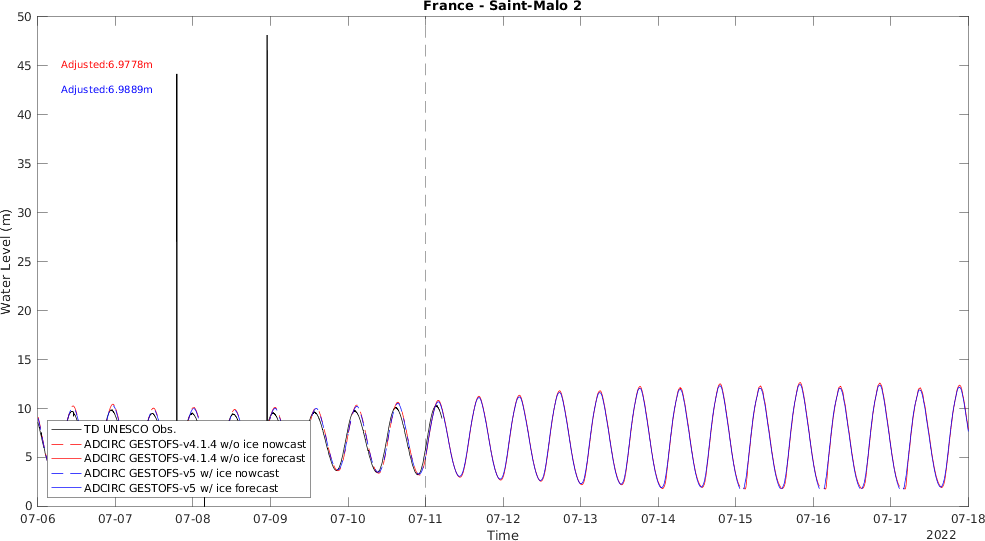 France - Saint-Malo 2
50
45
40
35
30
25
20
15
10
5
0
Water Level (m)
Adjusted:6.9778m
Adjusted:6.9889m
TD UNESCO Obs.
ADCIRC GESTOFS-v4.1.4 w/o ice nowcast
ADCIRC GESTOFS-v4.1.4 w/o ice forecast
ADCIRC GESTOFS-v5 w/ ice nowcast
ADCIRC GESTOFS-v5 w/ ice forecast
07-06 07-07 07-08 07-09 07-10 07-11 07-12 07-13 07-14 07-15 07-16 07-17 07-18
Time
2022